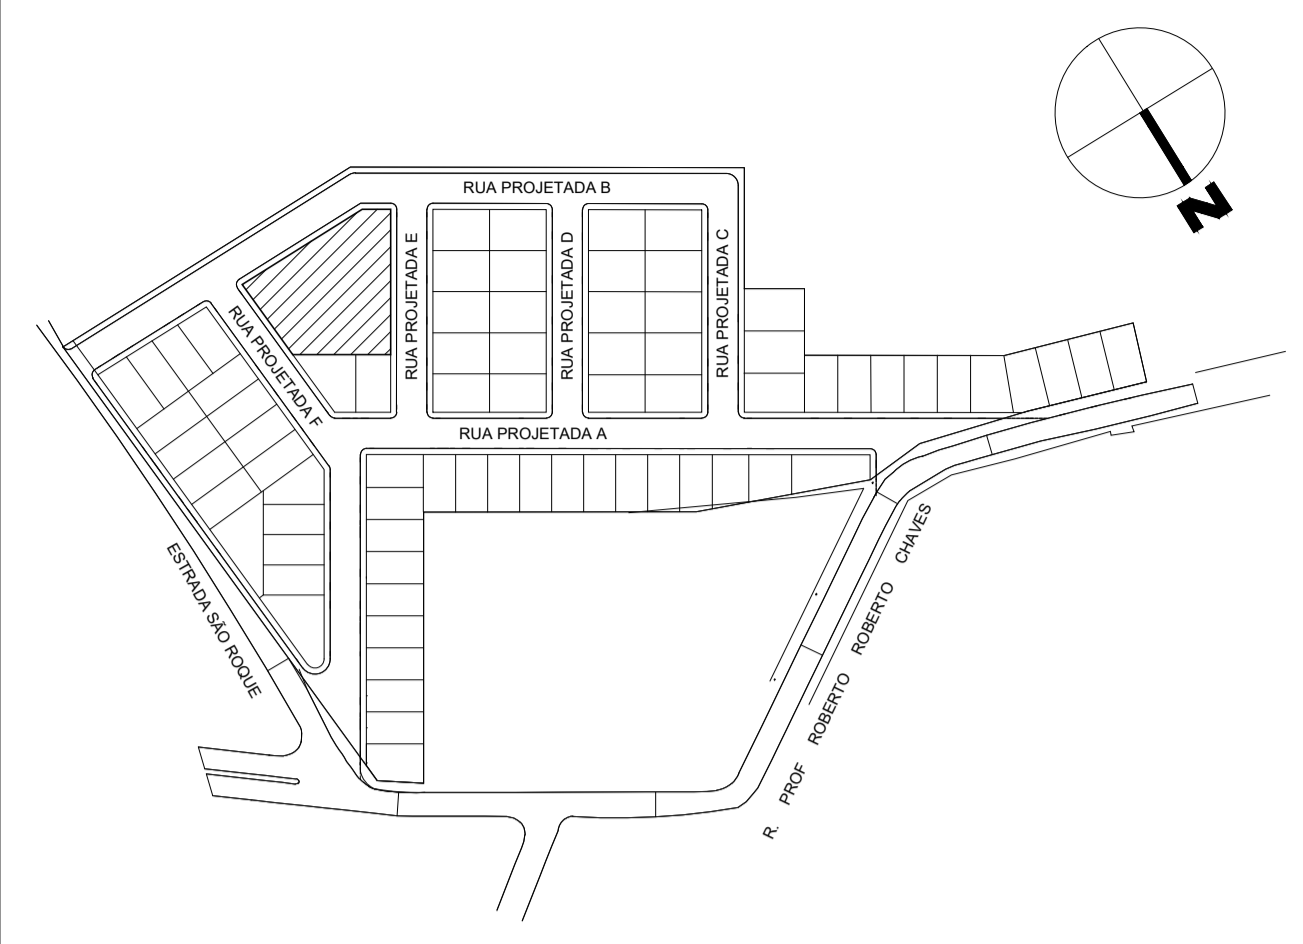 RUA PROJETADA B
RUA PROJETADA E
RUA PROJETADA D
RUA PROJETADA C
RUA PROJETADA F
RUA PROJETADA A
ESTRADA SÃO ROQUE
R. PROF ROBERTO ROBERTO CHAVES
N